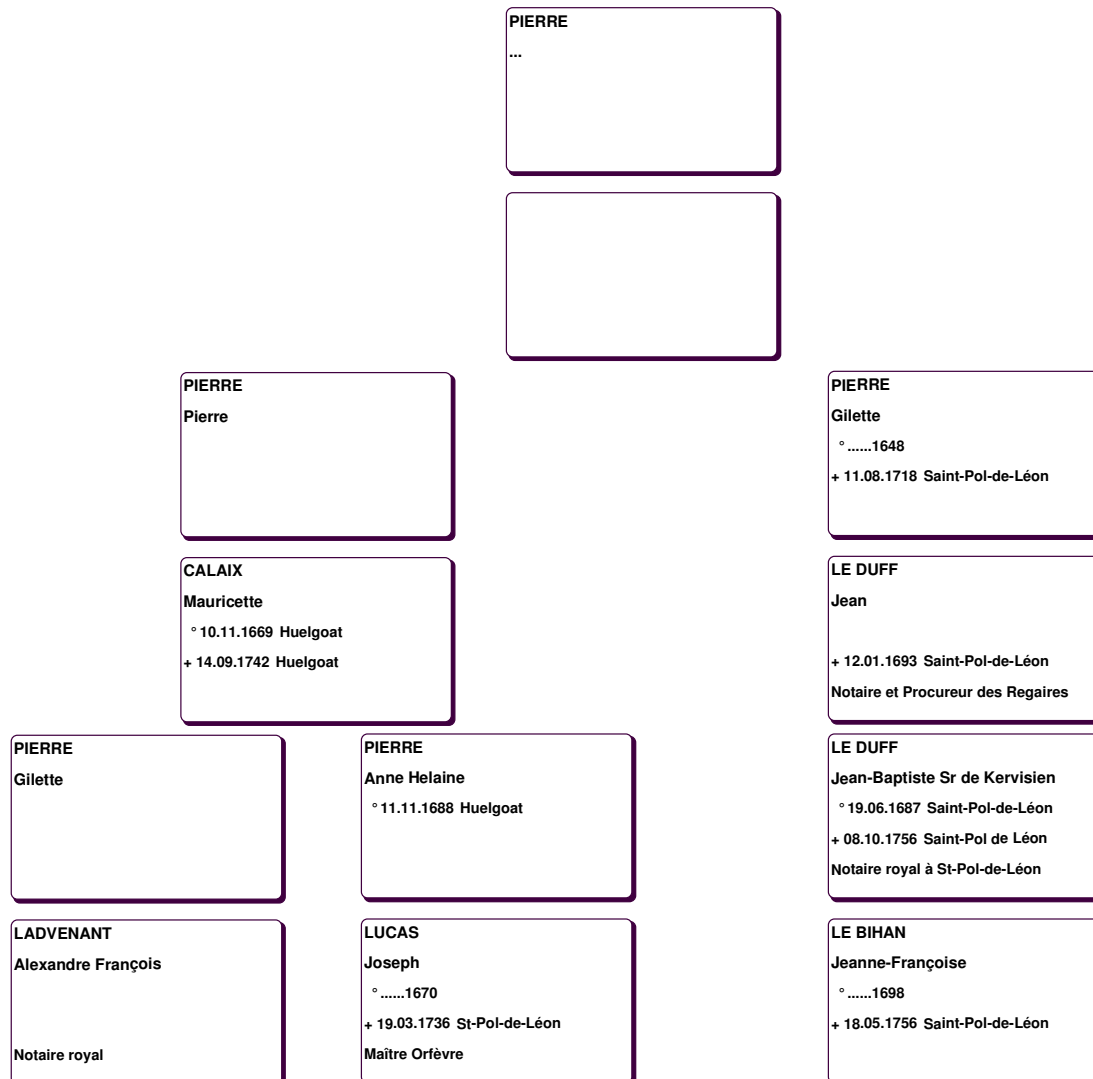 PIERRE
...
PIERRE
Pierre
CALAIX
Mauricette
° 10.11.1669 Huelgoat
+ 14.09.1742 Huelgoat
PIERRE
Gilette
° ......1648
+ 11.08.1718 Saint-Pol-de-Léon
LE DUFF
Jean
+ 12.01.1693 Saint-Pol-de-Léon
Notaire et Procureur des Regaires
PIERRE
Gilette
LADVENANT
Alexandre François
Notaire royal
PIERRE
Anne Helaine
° 11.11.1688 Huelgoat
LUCAS
Joseph
° ......1670
+ 19.03.1736 St-Pol-de-Léon
Maître Orfèvre
LE DUFF
Jean-Baptiste Sr de Kervisien
° 19.06.1687 Saint-Pol-de-Léon
+ 08.10.1756 Saint-Pol de Léon
Notaire royal à St-Pol-de-Léon
LE BIHAN
Jeanne-Françoise
° ......1698
+ 18.05.1756 Saint-Pol-de-Léon